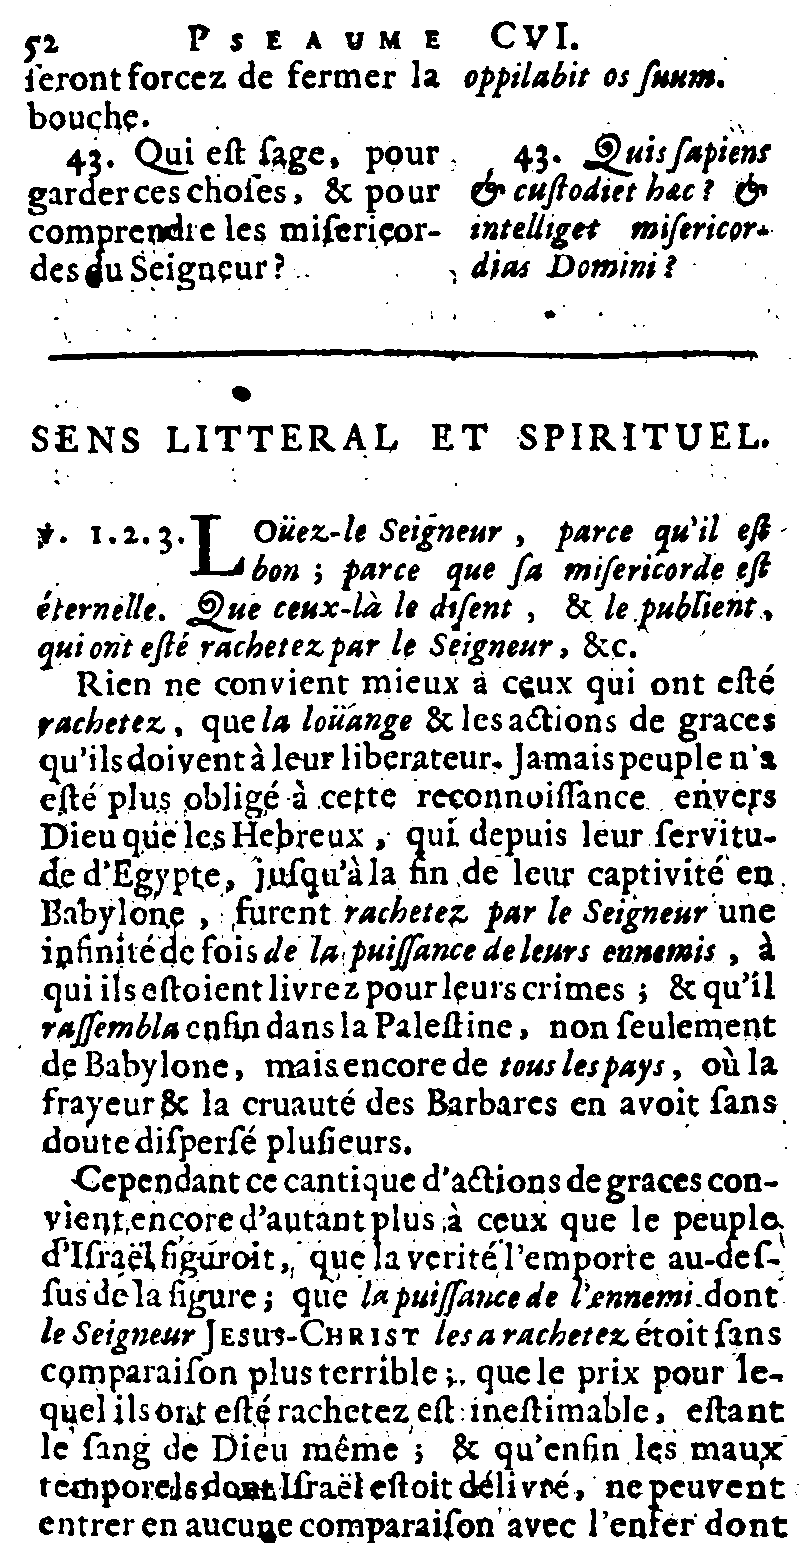 52 PSEAUME CVI.
ſeront forcez de fermer la
bouche.
43. Qui eſt ſage, pour
garder ces choſes, & pour
comprendre les miſericor-
des du Seigneur?
oppilabit os ſuum.
43. Quis ſapiens
& cuſtodiet hæc? &
intelliget miſericor-
dias Domini?
SENS LITTERAL ET SPIRITUEL.
℣. 1.2.3. LOüez-le Seigneur, parce qu'il eſt
bon; parce que ſa miſericorde eſt
éternelle. Que ceux-là le diſent, & le publient,
qui ont eſté rachetez par le Seigneur, &c.
Rien ne convient mieux à ceux qui ont eſté
rachetez, que la loüange & les actions de graces
qu'ils doivent à leur liberateur. Jamais peuple n'a
eſté plus obligé à cette reconnoiſſance envers
Dieu que les Hebreux, qui depuis leur ſervitu-
de d'Egypte, juſqu'à la fin de leur captivité en
Babylone, furent rachetez par le Seigneur une
infinité de fois de la puiſſance de leurs ennemis, à
qui ils eſtoient livrez pour leurs crimes; & qu'il
raſſembla enfin dans la Paleſtine, non ſeulement
de Babylone, mais encore de tous les pays, où la
frayeur & la cruauté des Barbares en avoit ſans
doute diſperſé pluſieurs.
Cependant ce cantique d'actions de graces con-
vient encore d'autant plus à ceux que le peuple
d'Iſraël figuroit, que la verité l'emporte au-deſ-
ſus de la figure; que la puiſſance de l'ennemi dont
le Seigneur JESUS-CHRIST les a rachetez étoit ſans
comparaiſon plus terrible; que le prix pour le-
quel ils ont eſté rachetez eſt ineſtimable, eſtant
le ſang de Dieu même; & qu'enfin les maux
temporels dont Iſraël eſtoit délivré, ne peuvent
entrer en aucune comparaiſon avec l'enfer dont